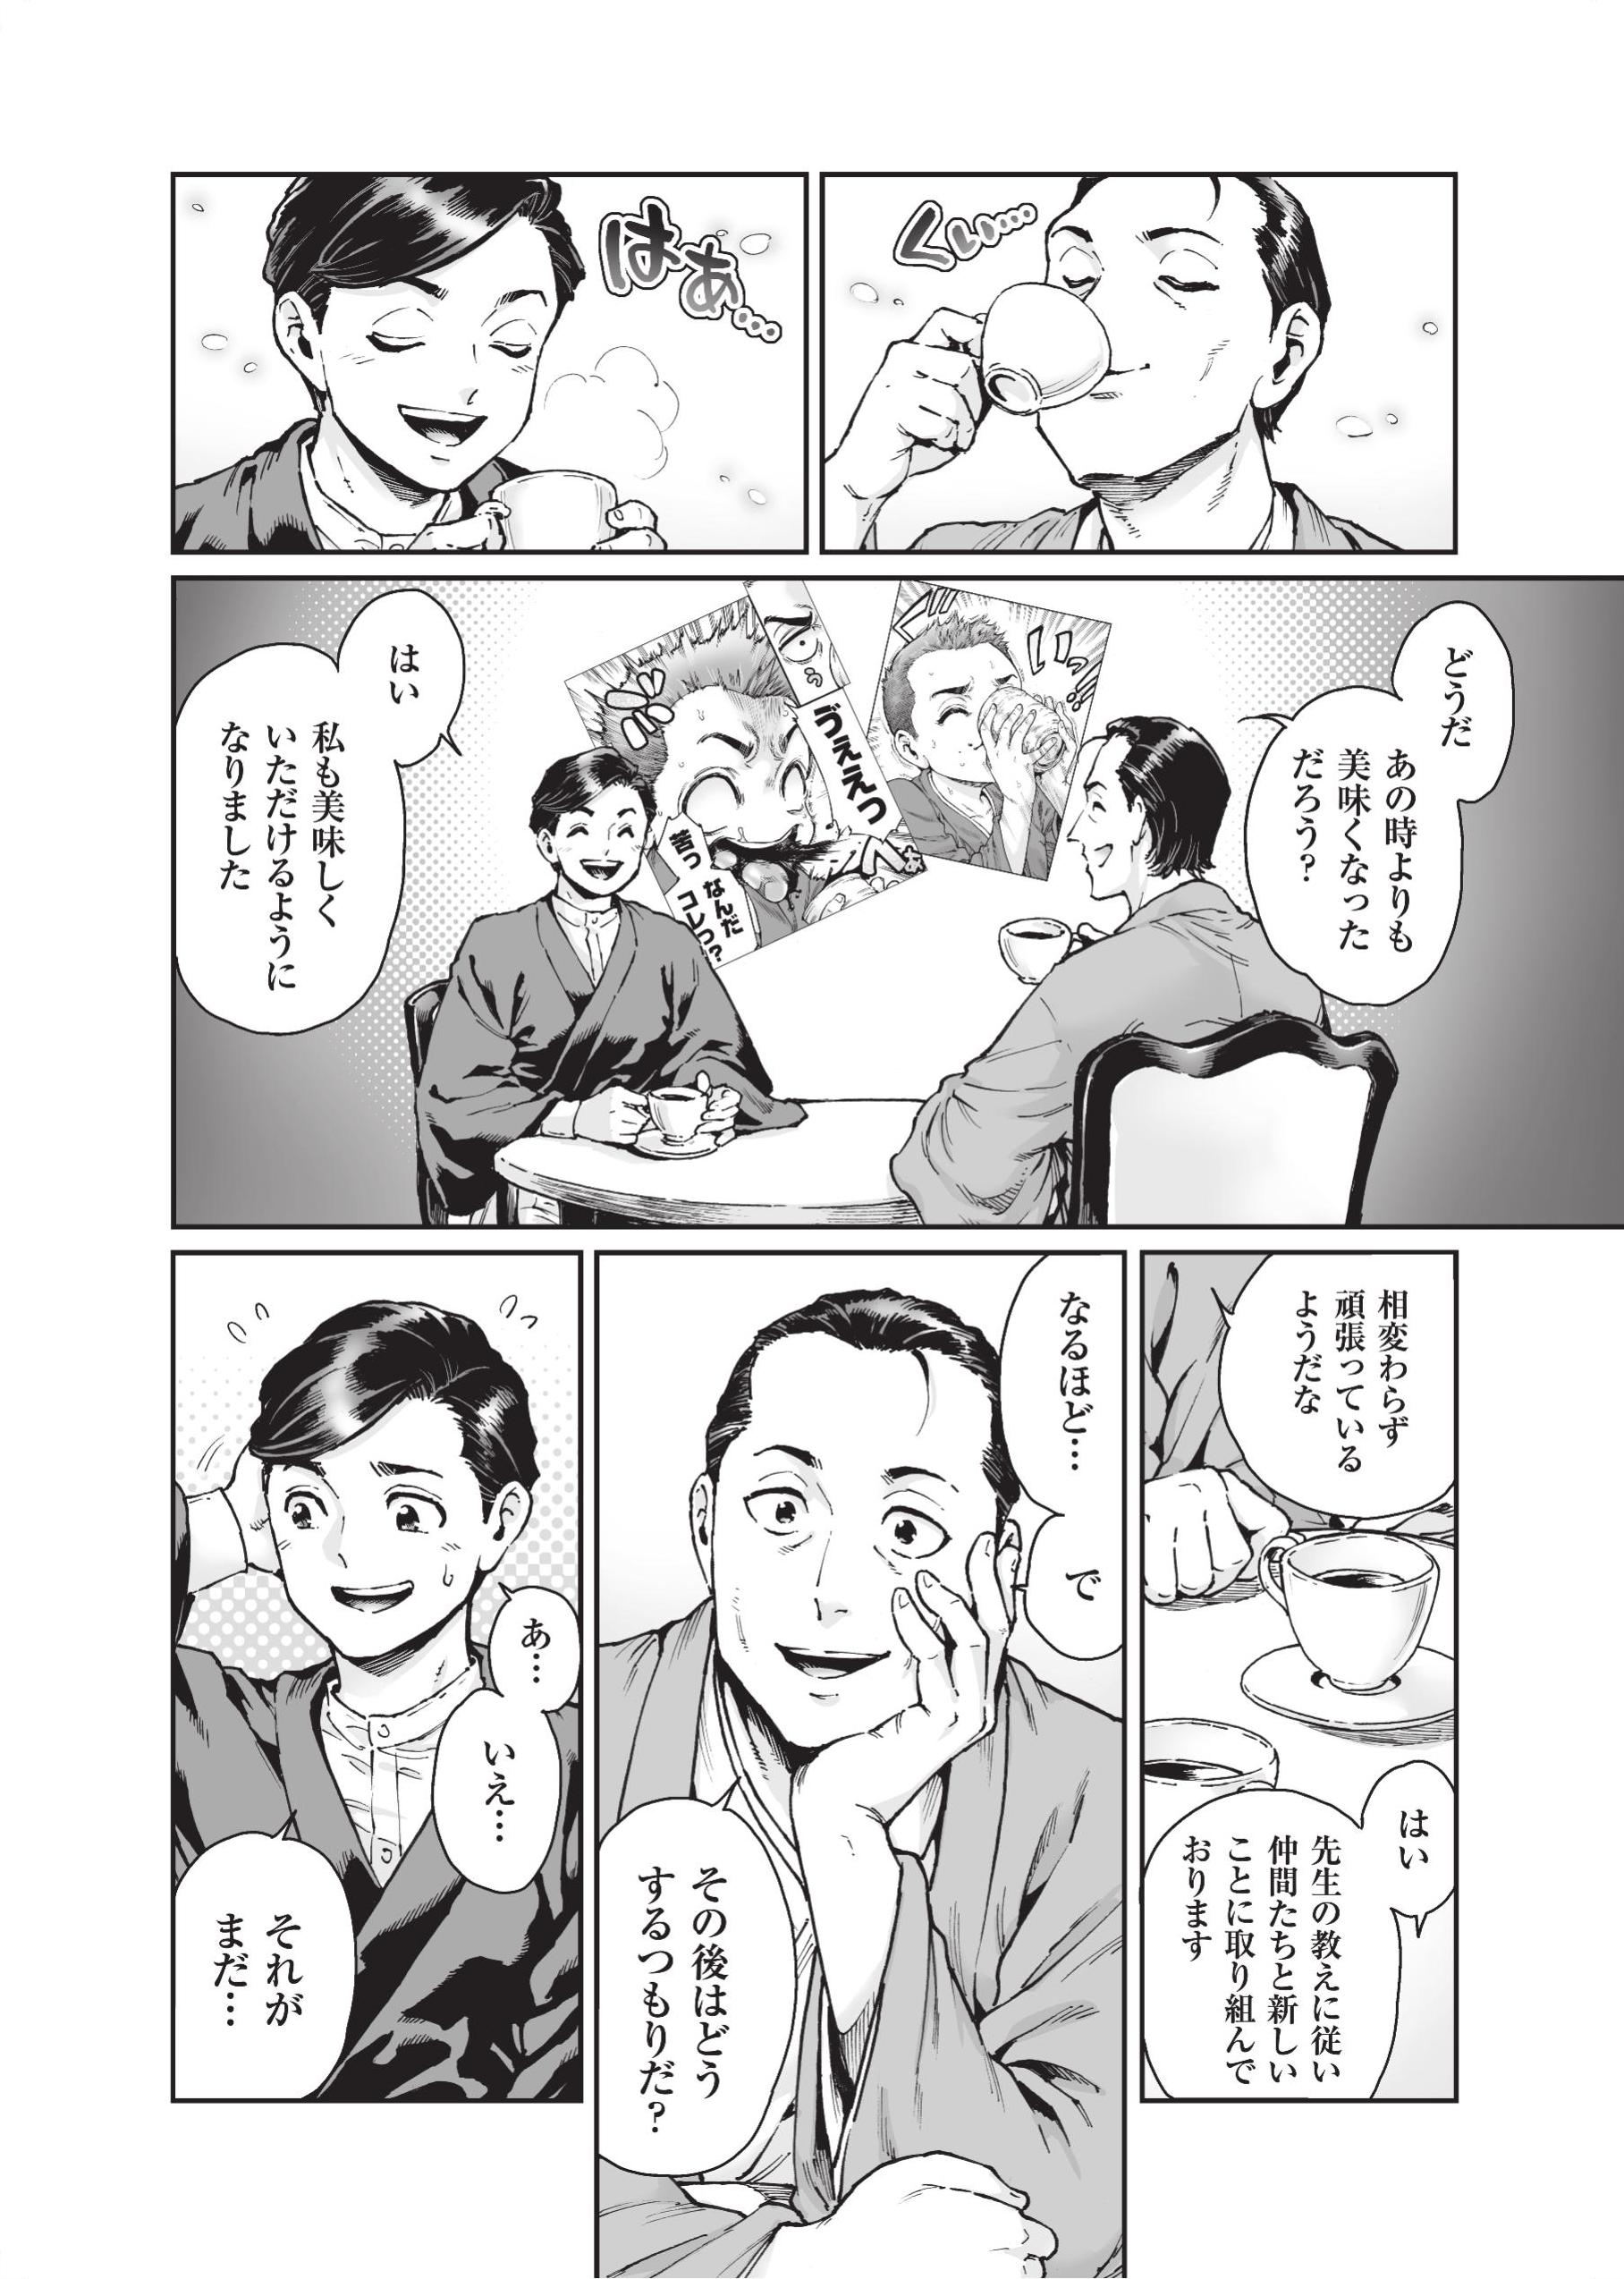 くい…
はあ…
どうだ
あの時よりも
美味くなった
だろう？
いっ
ぅ
ゔえぇっ
苦っ
なんだ
コレっ？
はい
私も美味しく
いただけるように
なりました
相変わらず
頑張っている
ようだな
はい
先生の教えに従い
仲間たちと新しい
ことに取り組んで
おります
なるほど…
で
その後はどう
するつもりだ？
あ…
いえ…
それが
まだ…